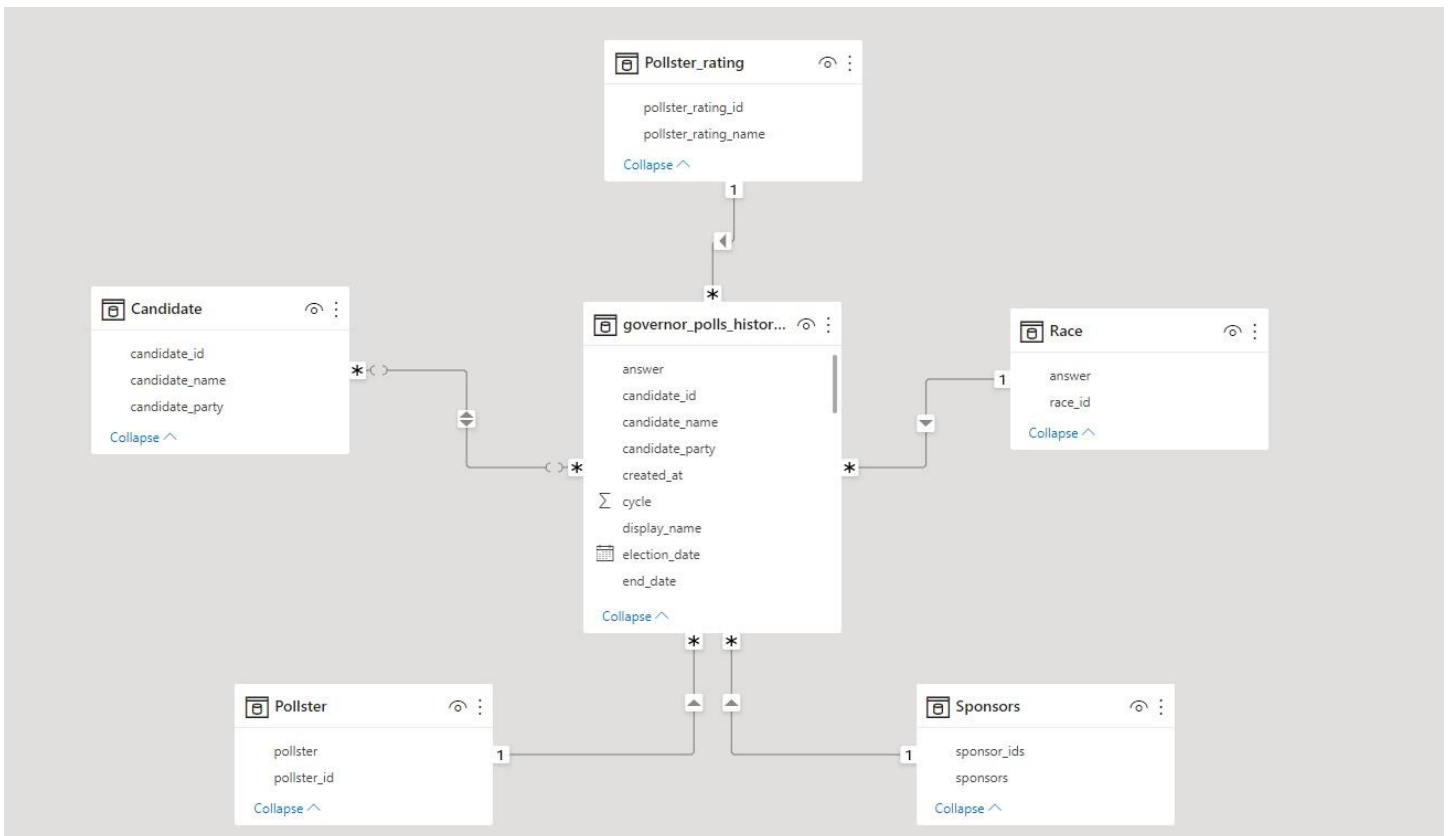 Pollster_rating
pollster_rating_id
pollster_rating_name
Collapse
1
*
Candidate
candidate_id
candidate_name
candidate_party
Collapse
*
*
governor_polls_histor...
answer
candidate_id
candidate_name
candidate_party
created_at
Σ cycle
display_name
election_date
end_date
Collapse
Race
answer
race_id
Collapse
1
*
*
*
Pollster
pollster
pollster_id
Collapse
1
Sponsors
sponsor_ids
sponsors
Collapse
1